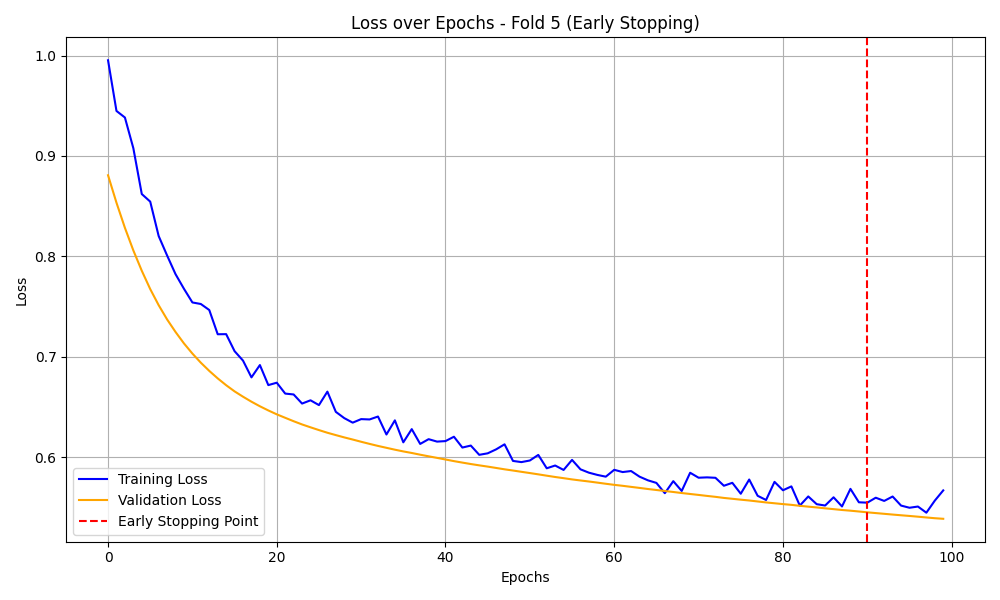 Loss over Epochs - Fold 5 (Early Stopping)
1.0
0.9
0.8
0.7
0.6
Loss
Training Loss
Validation Loss
Early Stopping Point
0 20 40 60 80 100
Epochs